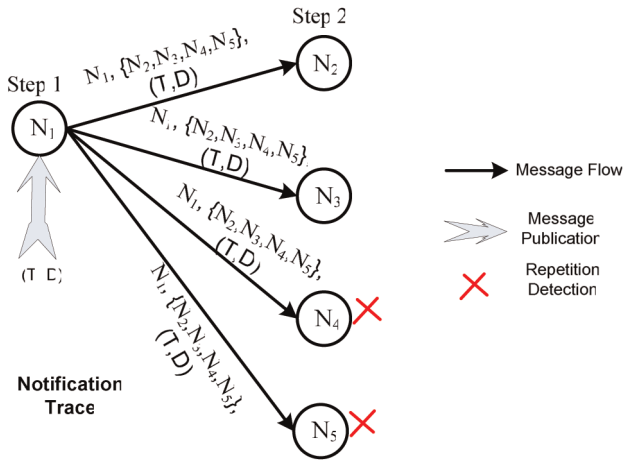 Step 2
Step 1
N₁, {N₂,N₃,N₄,N₅},
(T,D)
N₂
N₁
N₁, {N₂,N₃,N₄,N₅},
(T,D)
N₃
N₁, {N₂,N₃,N₄,N₅},
(T,D)
N₄
N₁, {N₂,N₃,N₄,N₅},
(T,D)
N₅
(T D)
Notification
Trace
Message Flow
Message
Publication
Repetition
Detection